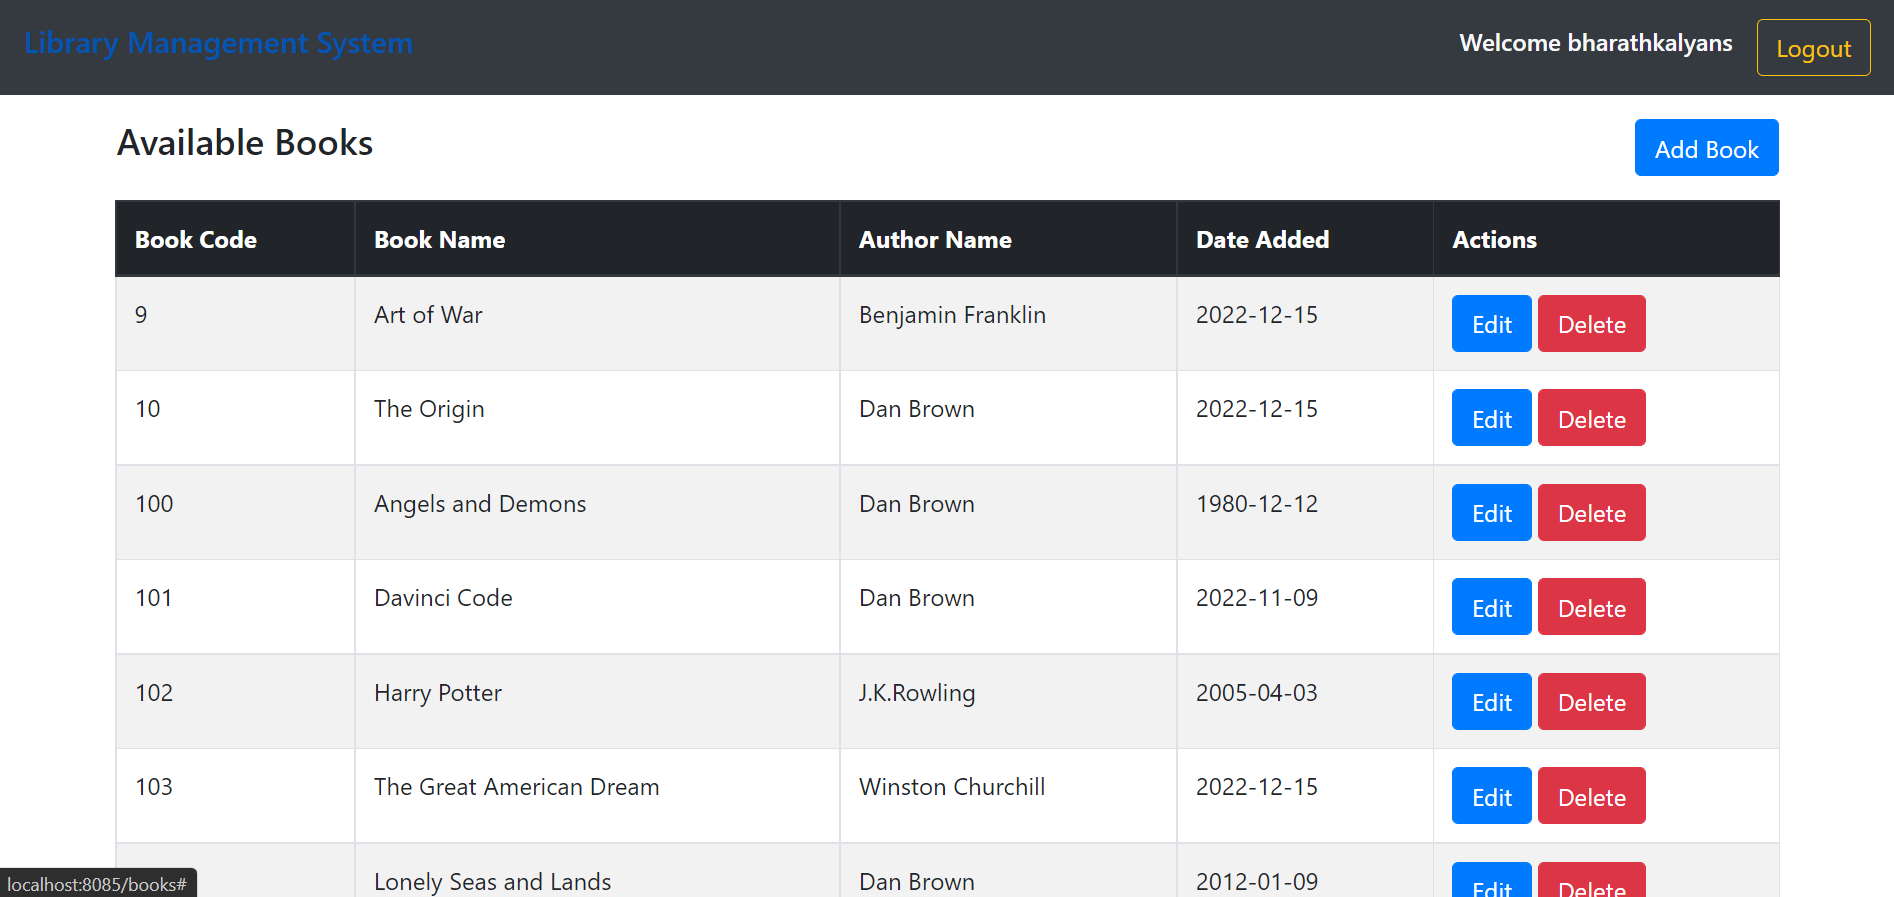 Library Management System Welcome bharathkalyans Logout
Available Books Add Book
Book Code Book Name Author Name Date Added Actions
9 Art of War Benjamin Franklin 2022-12-15 Edit Delete
10 The Origin Dan Brown 2022-12-15 Edit Delete
100 Angels and Demons Dan Brown 1980-12-12 Edit Delete
101 Davinci Code Dan Brown 2022-11-09 Edit Delete
102 Harry Potter J.K.Rowling 2005-04-03 Edit Delete
103 The Great American Dream Winston Churchill 2022-12-15 Edit Delete
Lonely Seas and Lands Dan Brown 2012-01-09 Edit Delete
localhost:8085/books#